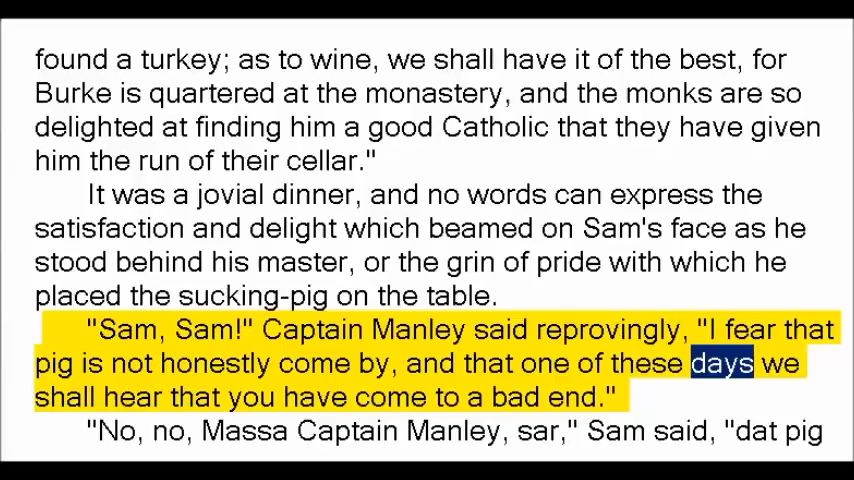 found a turkey; as to wine, we shall have it of the best, for
Burke is quartered at the monastery, and the monks are so
delighted at finding him a good Catholic that they have given
him the run of their cellar."
It was a jovial dinner, and no words can express the
satisfaction and delight which beamed on Sam's face as he
stood behind his master, or the grin of pride with which he
placed the sucking-pig on the table.
"Sam, Sam!" Captain Manley said reprovingly, "I fear that
pig is not honestly come by, and that one of these days we
shall hear that you have come to a bad end."
"No, no, Massa Captain Manley, sar," Sam said, "dat pig